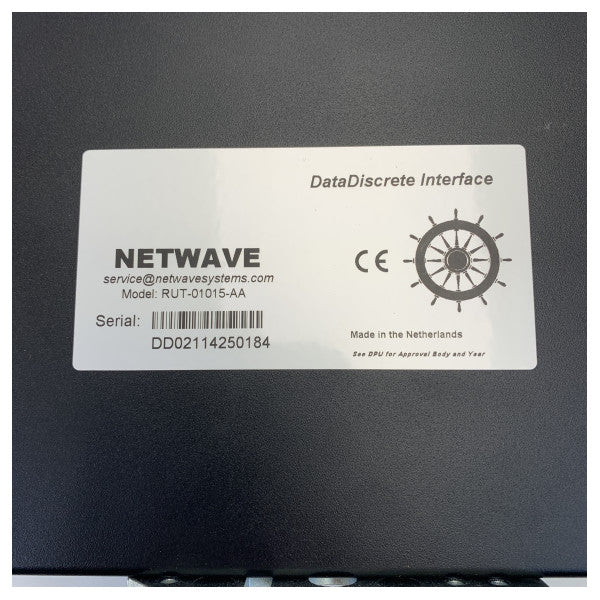 DataDiscrete Interface
NETWAVE
service@netwavesystems.com
Model: RUT-01015-AA
CE
Serial:
DD02114250184
Made in the Netherlands
See DPU for Approval Body and Year